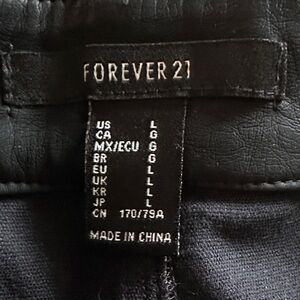 FOREVER 21
US L
CA G
MX/ECU G
BR G
EU L
UK L
KR L
JP L
CN 170/79A
MADE IN CHINA